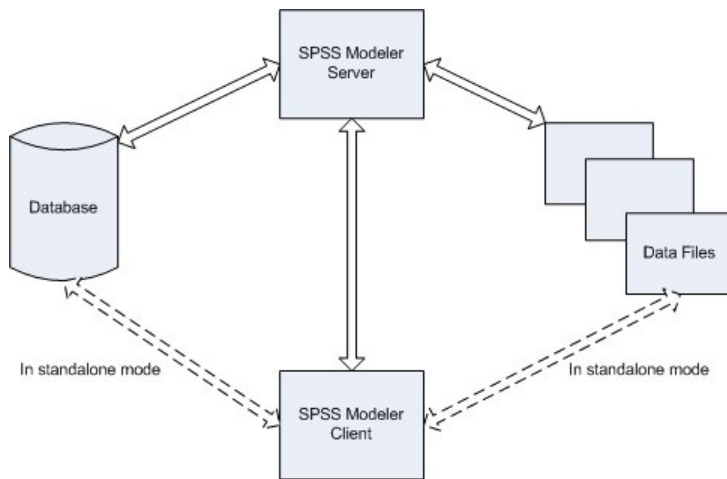 SPSS Modeler
Server
Database
Data Files
In standalone mode
In standalone mode
SPSS Modeler
Client